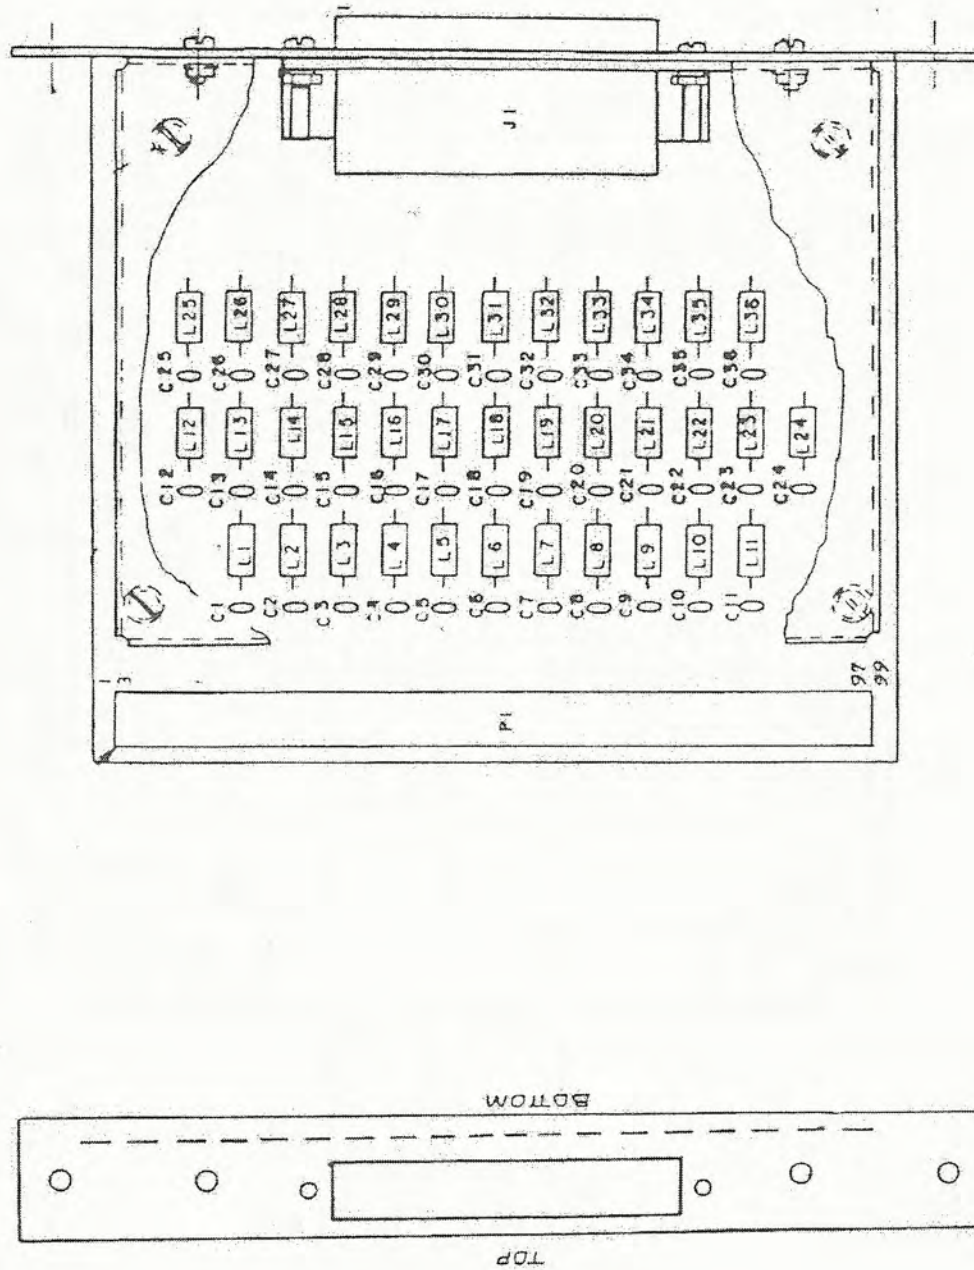 1
J1
L25 L26 L27 L28 L29 L30 L31 L32 L33 L34 L35 L36
C25 C26 C27 C28 C29 C30 C31 C32 C33 C34 C35 C36
L12 L13 L14 L15 L16 L17 L18 L19 L20 L21 L22 L23 L24
C12 C13 C14 C15 C16 C17 C18 C19 C20 C21 C22 C23 C24
L1 L2 L3 L4 L5 L6 L7 L8 L9 L10 L11
C1 C2 C3 C4 C5 C6 C7 C8 C9 C10 C11
1
3
97
99
P1
BOTTOM
TOP